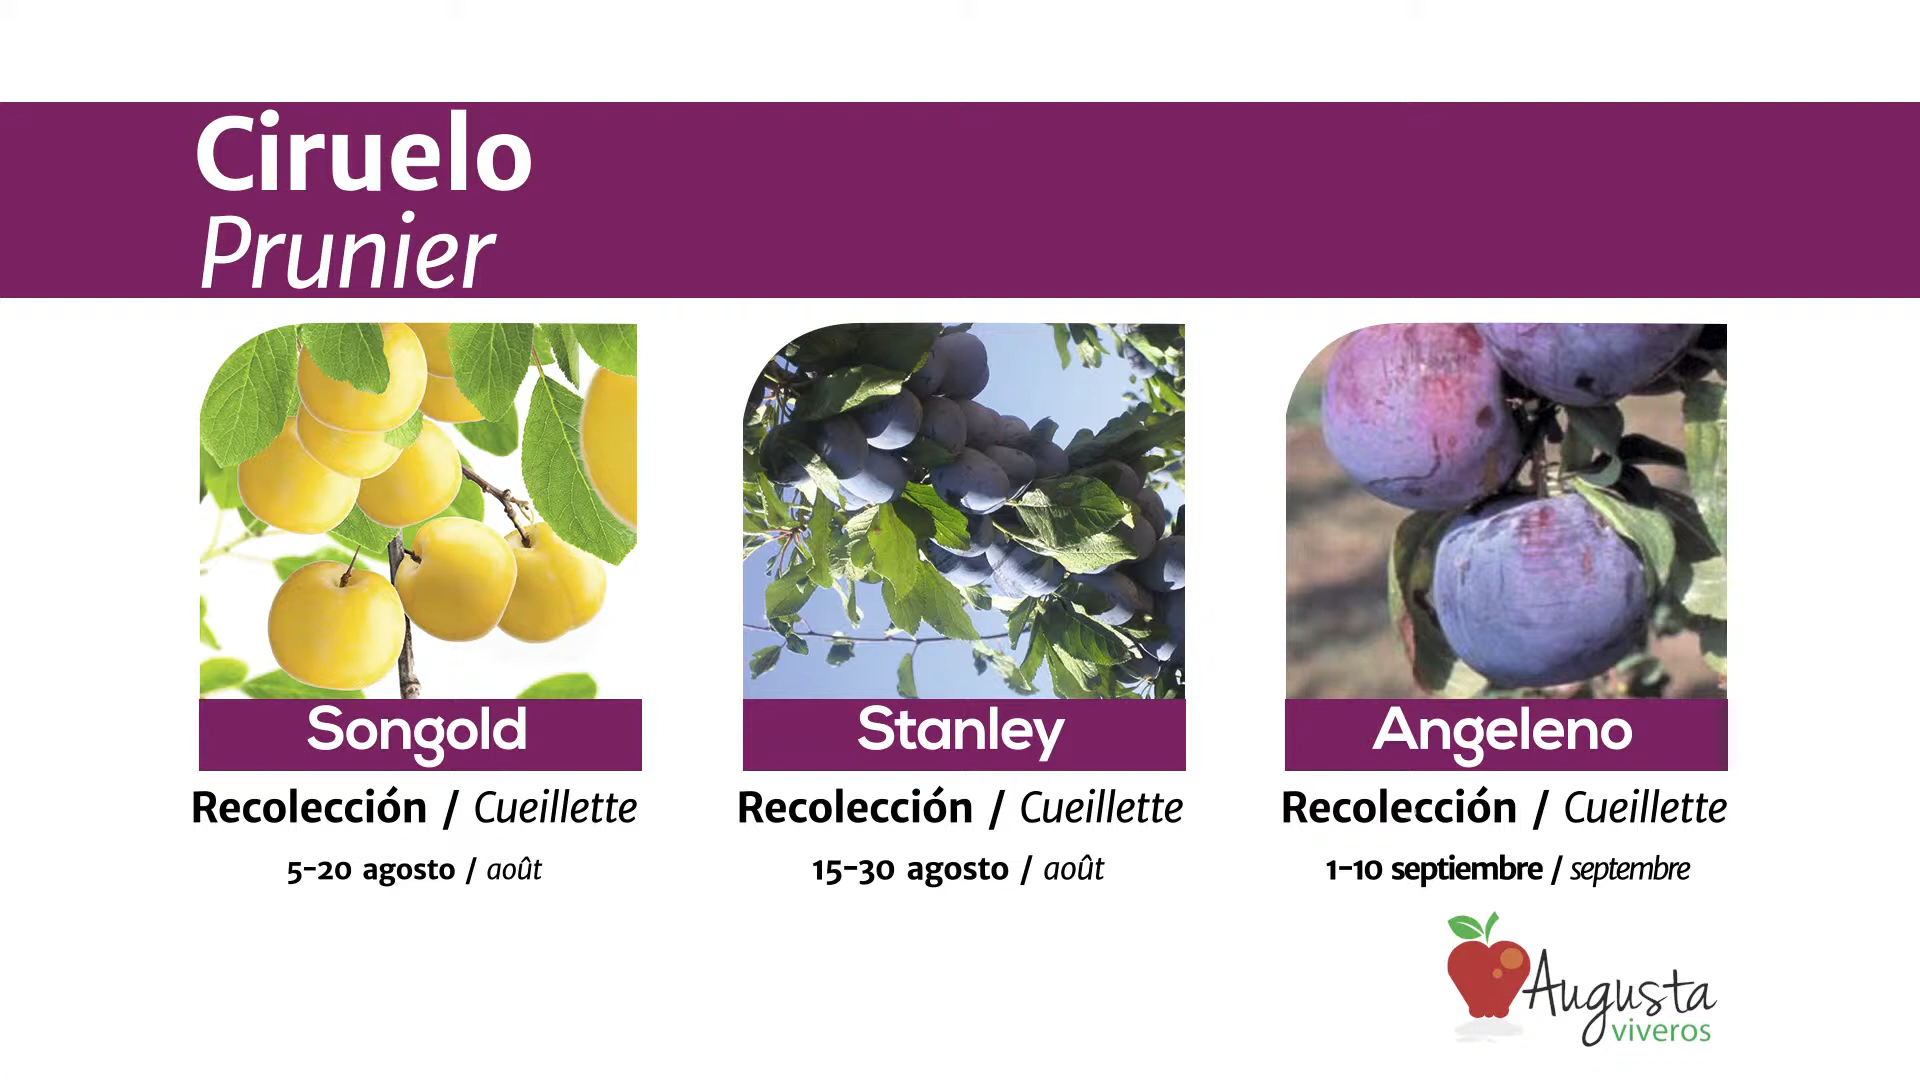 Ciruelo
Prunier
Songold
Recolección / Cueillette
5-20 agosto / août
Stanley
Recolección / Cueillette
15-30 agosto / août
Angeleno
Recolección / Cueillette
1-10 septiembre / septembre
Augusta
viveros